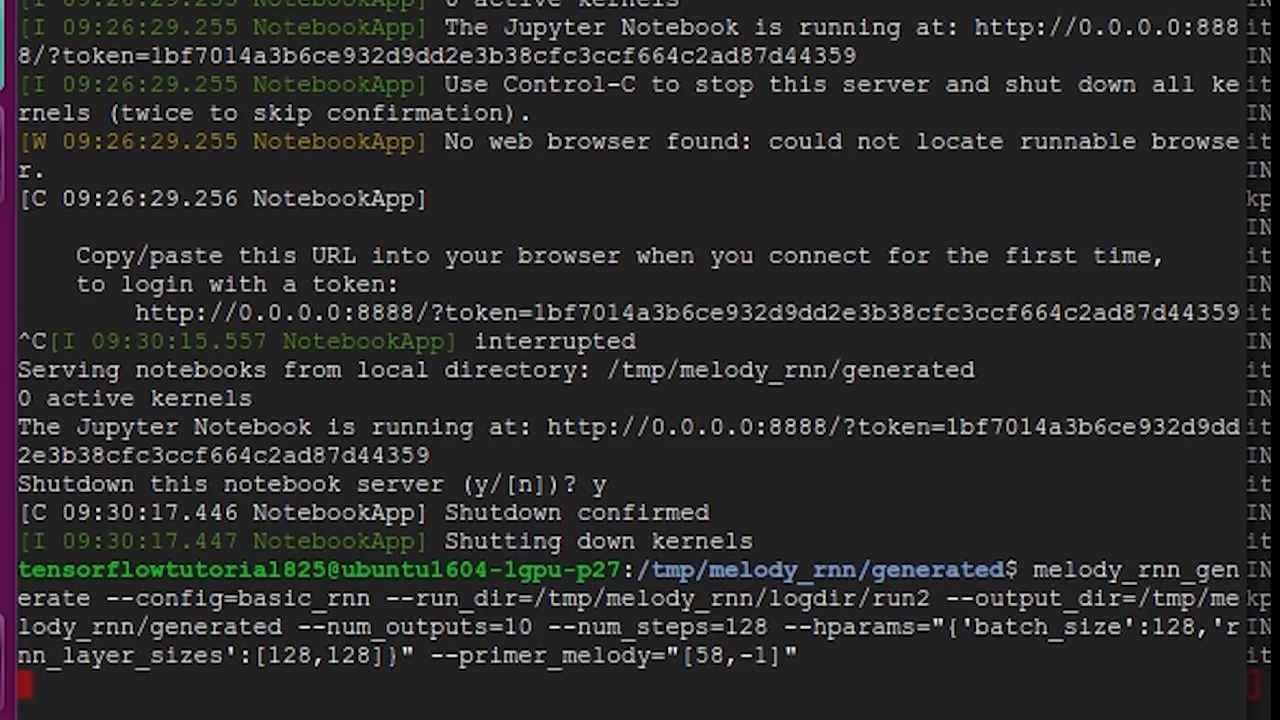 [I 09:26:29.255 NotebookApp] 0 active kernels
[I 09:26:29.255 NotebookApp] The Jupyter Notebook is running at: http://0.0.0.0:888
8/?token=1bf7014a3b6ce932d9dd2e3b38cfc3ccf664c2ad87d44359
[I 09:26:29.255 NotebookApp] Use Control-C to stop this server and shut down all ke
rnels (twice to skip confirmation).
[W 09:26:29.255 NotebookApp] No web browser found: could not locate runnable browse
r.
[C 09:26:29.256 NotebookApp]
Copy/paste this URL into your browser when you connect for the first time,
to login with a token:
http://0.0.0.0:8888/?token=1bf7014a3b6ce932d9dd2e3b38cfc3ccf664c2ad87d44359
^C[I 09:30:15.557 NotebookApp] interrupted
Serving notebooks from local directory: /tmp/melody_rnn/generated
0 active kernels
The Jupyter Notebook is running at: http://0.0.0.0:8888/?token=1bf7014a3b6ce932d9dd
2e3b38cfc3ccf664c2ad87d44359
Shutdown this notebook server (y/[n])? y
[C 09:30:17.446 NotebookApp] Shutdown confirmed
[I 09:30:17.447 NotebookApp] Shutting down kernels
tensorflowtutorial825@ubuntu1604-1gpu-p27:/tmp/melody_rnn/generated$ melody_rnn_gen
erate --config=basic_rnn --run_dir=/tmp/melody_rnn/logdir/run2 --output_dir=/tmp/me
lody_rnn/generated --num_outputs=10 --num_steps=128 --hparams="{'batch_size':128,'r
nn_layer_sizes':[128,128]}" --primer_melody="[58,-1]"